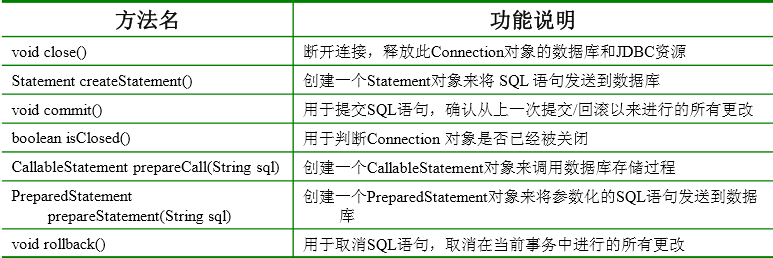 方法名 功能说明
void close() 断开连接，释放此Connection对象的数据库和JDBC资源
Statement createStatement() 创建一个Statement对象来将 SQL 语句发送到数据库
void commit() 用于提交SQL语句，确认从上一次提交/回滚以来进行的所有更改
boolean isClosed() 用于判断Connection 对象是否已经被关闭
CallableStatement prepareCall(String sql) 创建一个CallableStatement对象来调用数据库存储过程
PreparedStatement 创建一个PreparedStatement对象来将参数化的SQL语句发送到数据
prepareStatement(String sql) 库
void rollback() 用于取消SQL语句，取消在当前事务中进行的所有更改